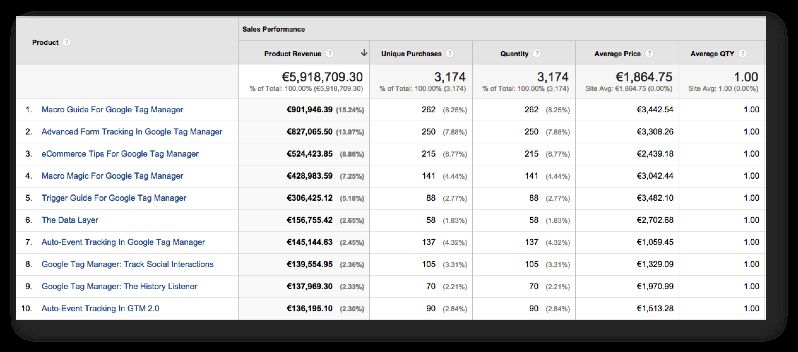 Sales Performance
Product ?
Product Revenue ? ↓ Unique Purchases ? Quantity ? Average Price ? Average QTY ?
€5,918,709.30 3,174 3,174 €1,864.75 1.00
% of Total: 100.00% (€5,918,709.30) % of Total: 100.00% (3,174) % of Total: 100.00% (3,174) Site Avg: €1,864.75 (0.00%) Site Avg: 1.00 (0.00%)
1. Macro Guide For Google Tag Manager €901,946.39 (15.24%) 262 (8.25%) 262 (8.25%) €3,442.54 1.00
2. Advanced Form Tracking In Google Tag Manager €827,065.50 (13.97%) 250 (7.88%) 250 (7.88%) €3,308.26 1.00
3. eCommerce Tips For Google Tag Manager €524,423.85 (8.86%) 215 (6.77%) 215 (6.77%) €2,439.18 1.00
4. Macro Magic For Google Tag Manager €428,983.59 (7.25%) 141 (4.44%) 141 (4.44%) €3,042.44 1.00
5. Trigger Guide For Google Tag Manager €306,425.12 (5.18%) 88 (2.77%) 88 (2.77%) €3,482.10 1.00
6. The Data Layer €156,755.42 (2.65%) 58 (1.83%) 58 (1.83%) €2,702.68 1.00
7. Auto-Event Tracking In Google Tag Manager €145,144.63 (2.45%) 137 (4.32%) 137 (4.32%) €1,059.45 1.00
8. Google Tag Manager: Track Social Interactions €139,554.95 (2.36%) 105 (3.31%) 105 (3.31%) €1,329.09 1.00
9. Google Tag Manager: The History Listener €137,969.30 (2.33%) 70 (2.21%) 70 (2.21%) €1,970.99 1.00
10. Auto-Event Tracking In GTM 2.0 €136,195.10 (2.30%) 90 (2.84%) 90 (2.84%) €1,513.28 1.00